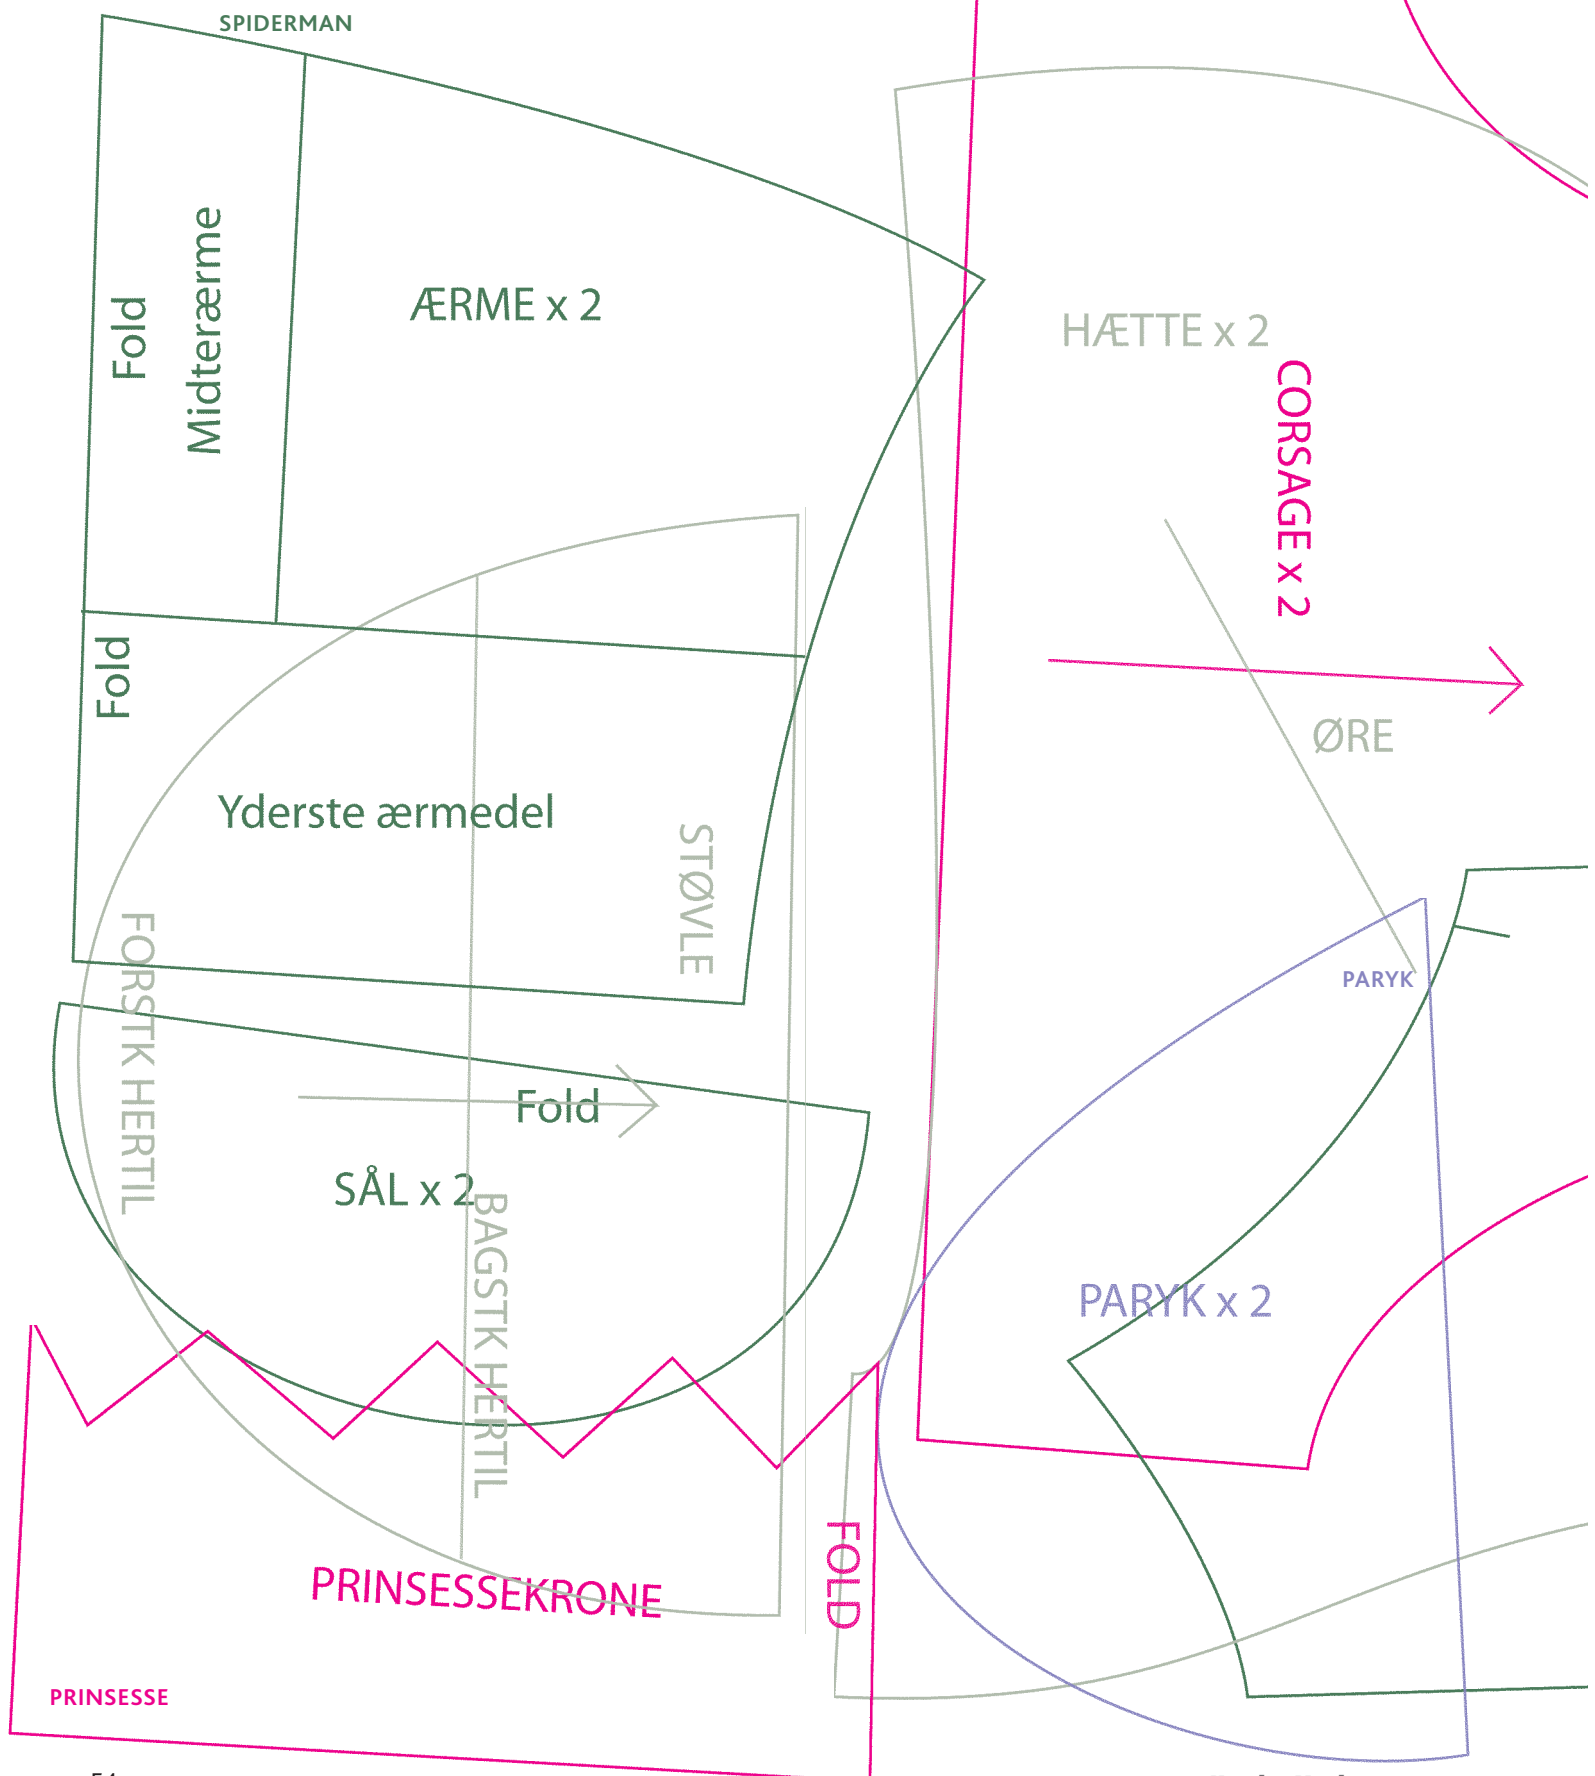 SPIDERMAN
Fold
Midterærme
ÆRME x 2
HÆTTE x 2
CORSAGE x 2
Fold
ØRE
Yderste ærmedel
STØVLE
FORSTK HERTIL
PARYK
Fold
SÅL x 2
BAGSTK HERTIL
PARYK x 2
FOLD
PRINSESSEKRONE
PRINSESSE